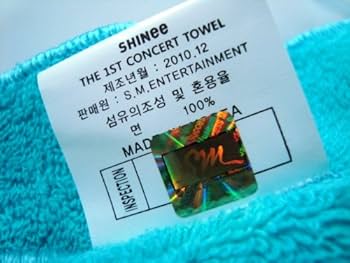 SHINee
THE 1ST CONCERT TOWEL
제조년월 : 2010.12
판매원 : S.M.ENTERTAINMENT
섬유의조성 및 혼용율
면 100%
MAD
A
INSPECTION
SM